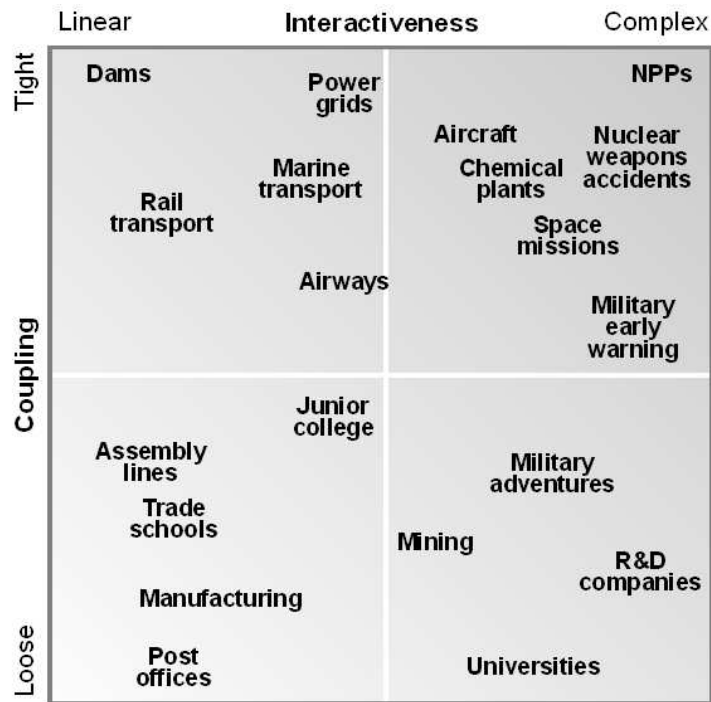 Linear
Interactiveness
Complex
Tight
Coupling
Loose
Dams
Power
grids
Marine
transport
Rail
transport
Airways
NPPs
Aircraft
Nuclear
weapons
accidents
Chemical
plants
Space
missions
Military
early
warning
Junior
college
Assembly
lines
Trade
schools
Manufacturing
Post
offices
Military
adventures
Mining
R&D
companies
Universities